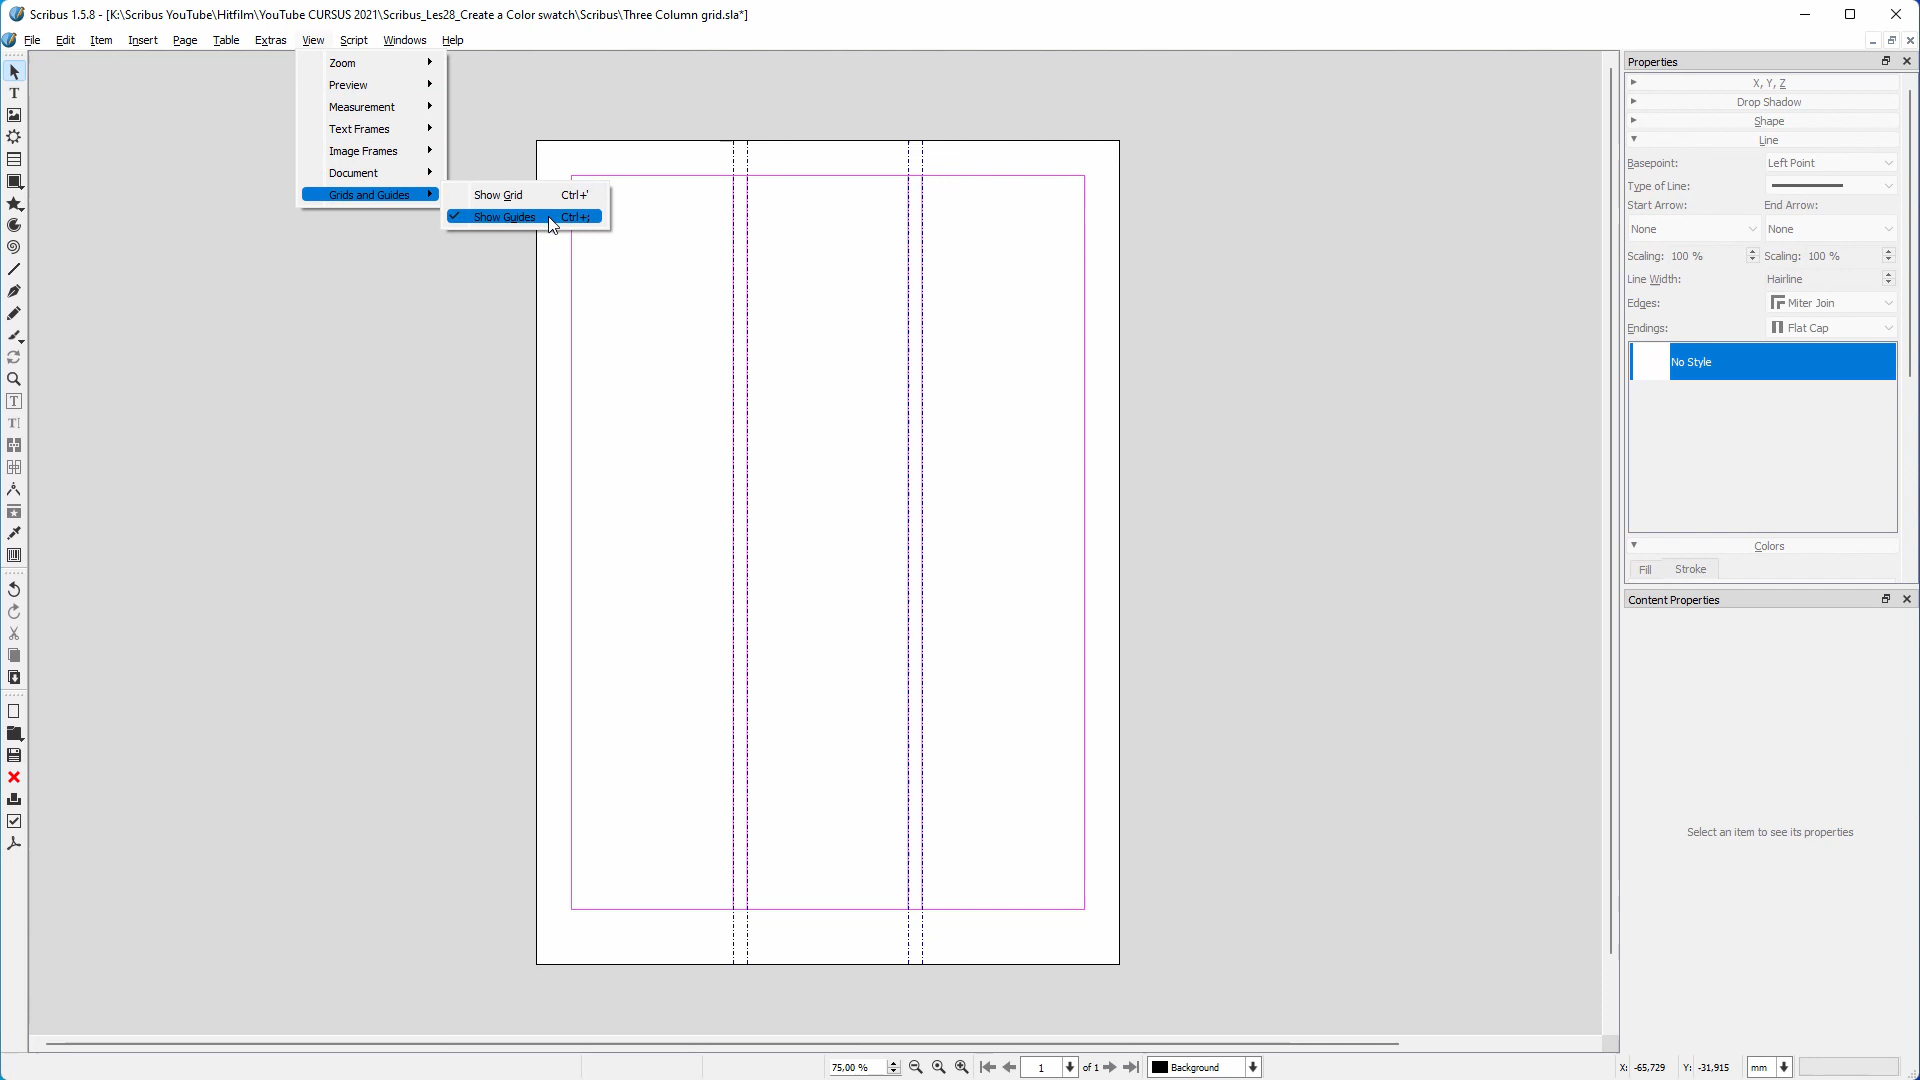 Scribus 1.5.8 - [K:\Scribus YouTube\Hitfilm\YouTube CURSUS 2021\Scribus_Les28_Create a Color swatch\Scribus\Three Column grid.sla*]
File Edit Item Insert Page Table Extras View Script Windows Help
Zoom
Preview
Measurement
Text Frames
Image Frames
Document
Grids and Guides
Show Grid Ctrl+'
Show Guides Ctrl+;
Properties
X, Y, Z
Drop Shadow
Shape
Line
Basepoint: Left Point
Type of Line:
Start Arrow: End Arrow:
None None
Scaling: 100 % Scaling: 100 %
Line Width: Hairline
Edges: Miter Join
Endings: Flat Cap
No Style
Colors
Fill Stroke
Content Properties
Select an item to see its properties
75,00 % 1 of 1 Background X: -65,729 Y: -31,915 mm